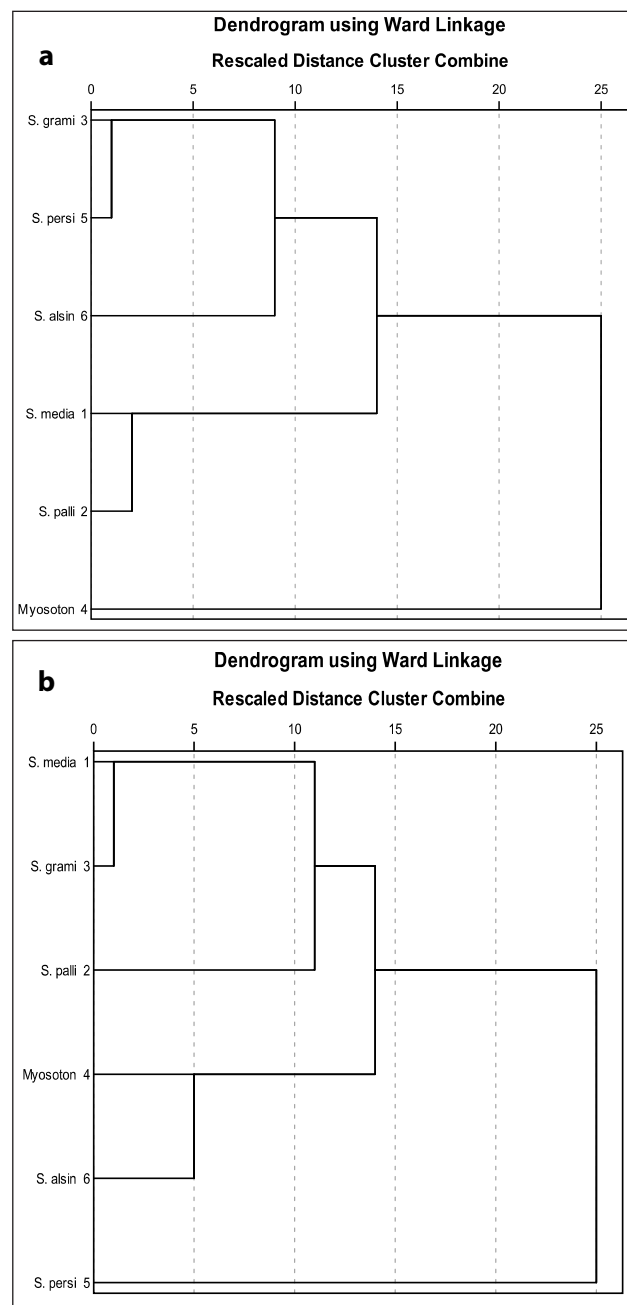 Dendrogram using Ward Linkage
a
Rescaled Distance Cluster Combine
0 5 10 15 20 25
S. grami 3
S. persi 5
S. alsin 6
S. media 1
S. palli 2
Myosoton 4
Dendrogram using Ward Linkage
b
Rescaled Distance Cluster Combine
0 5 10 15 20 25
S. media 1
S. grami 3
S. palli 2
Myosoton 4
S. alsin 6
S. persi 5